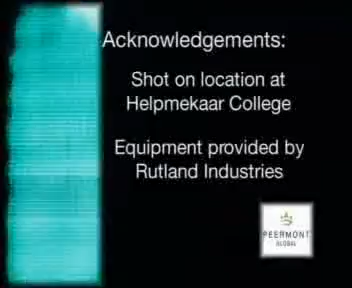 Acknowledgements:
Shot on location at
Helpmekaar College
Equipment provided by
Rutland Industries
PEERMONT
GLOBAL